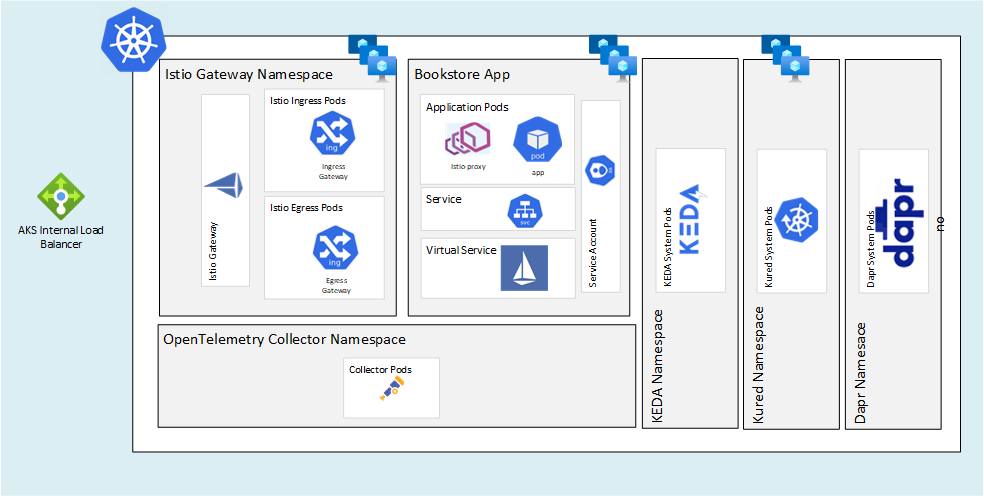 AKS Internal Load
Balancer
Istio Gateway Namespace
Istio Gateway
Istio Ingress Pods
ing
Ingress
Gateway
Istio Egress Pods
ing
Egress
Gateway
Bookstore App
Application Pods
Istio proxy
pod
app
Service
svc
Virtual Service
Service Account
OpenTelemetry Collector Namespace
Collector Pods
KEDA System Pods
KEDA
KEDA Namespace
Kured System Pods
Kured Namespace
DaprSystem Pods
dapr
Dapr Namesace
no